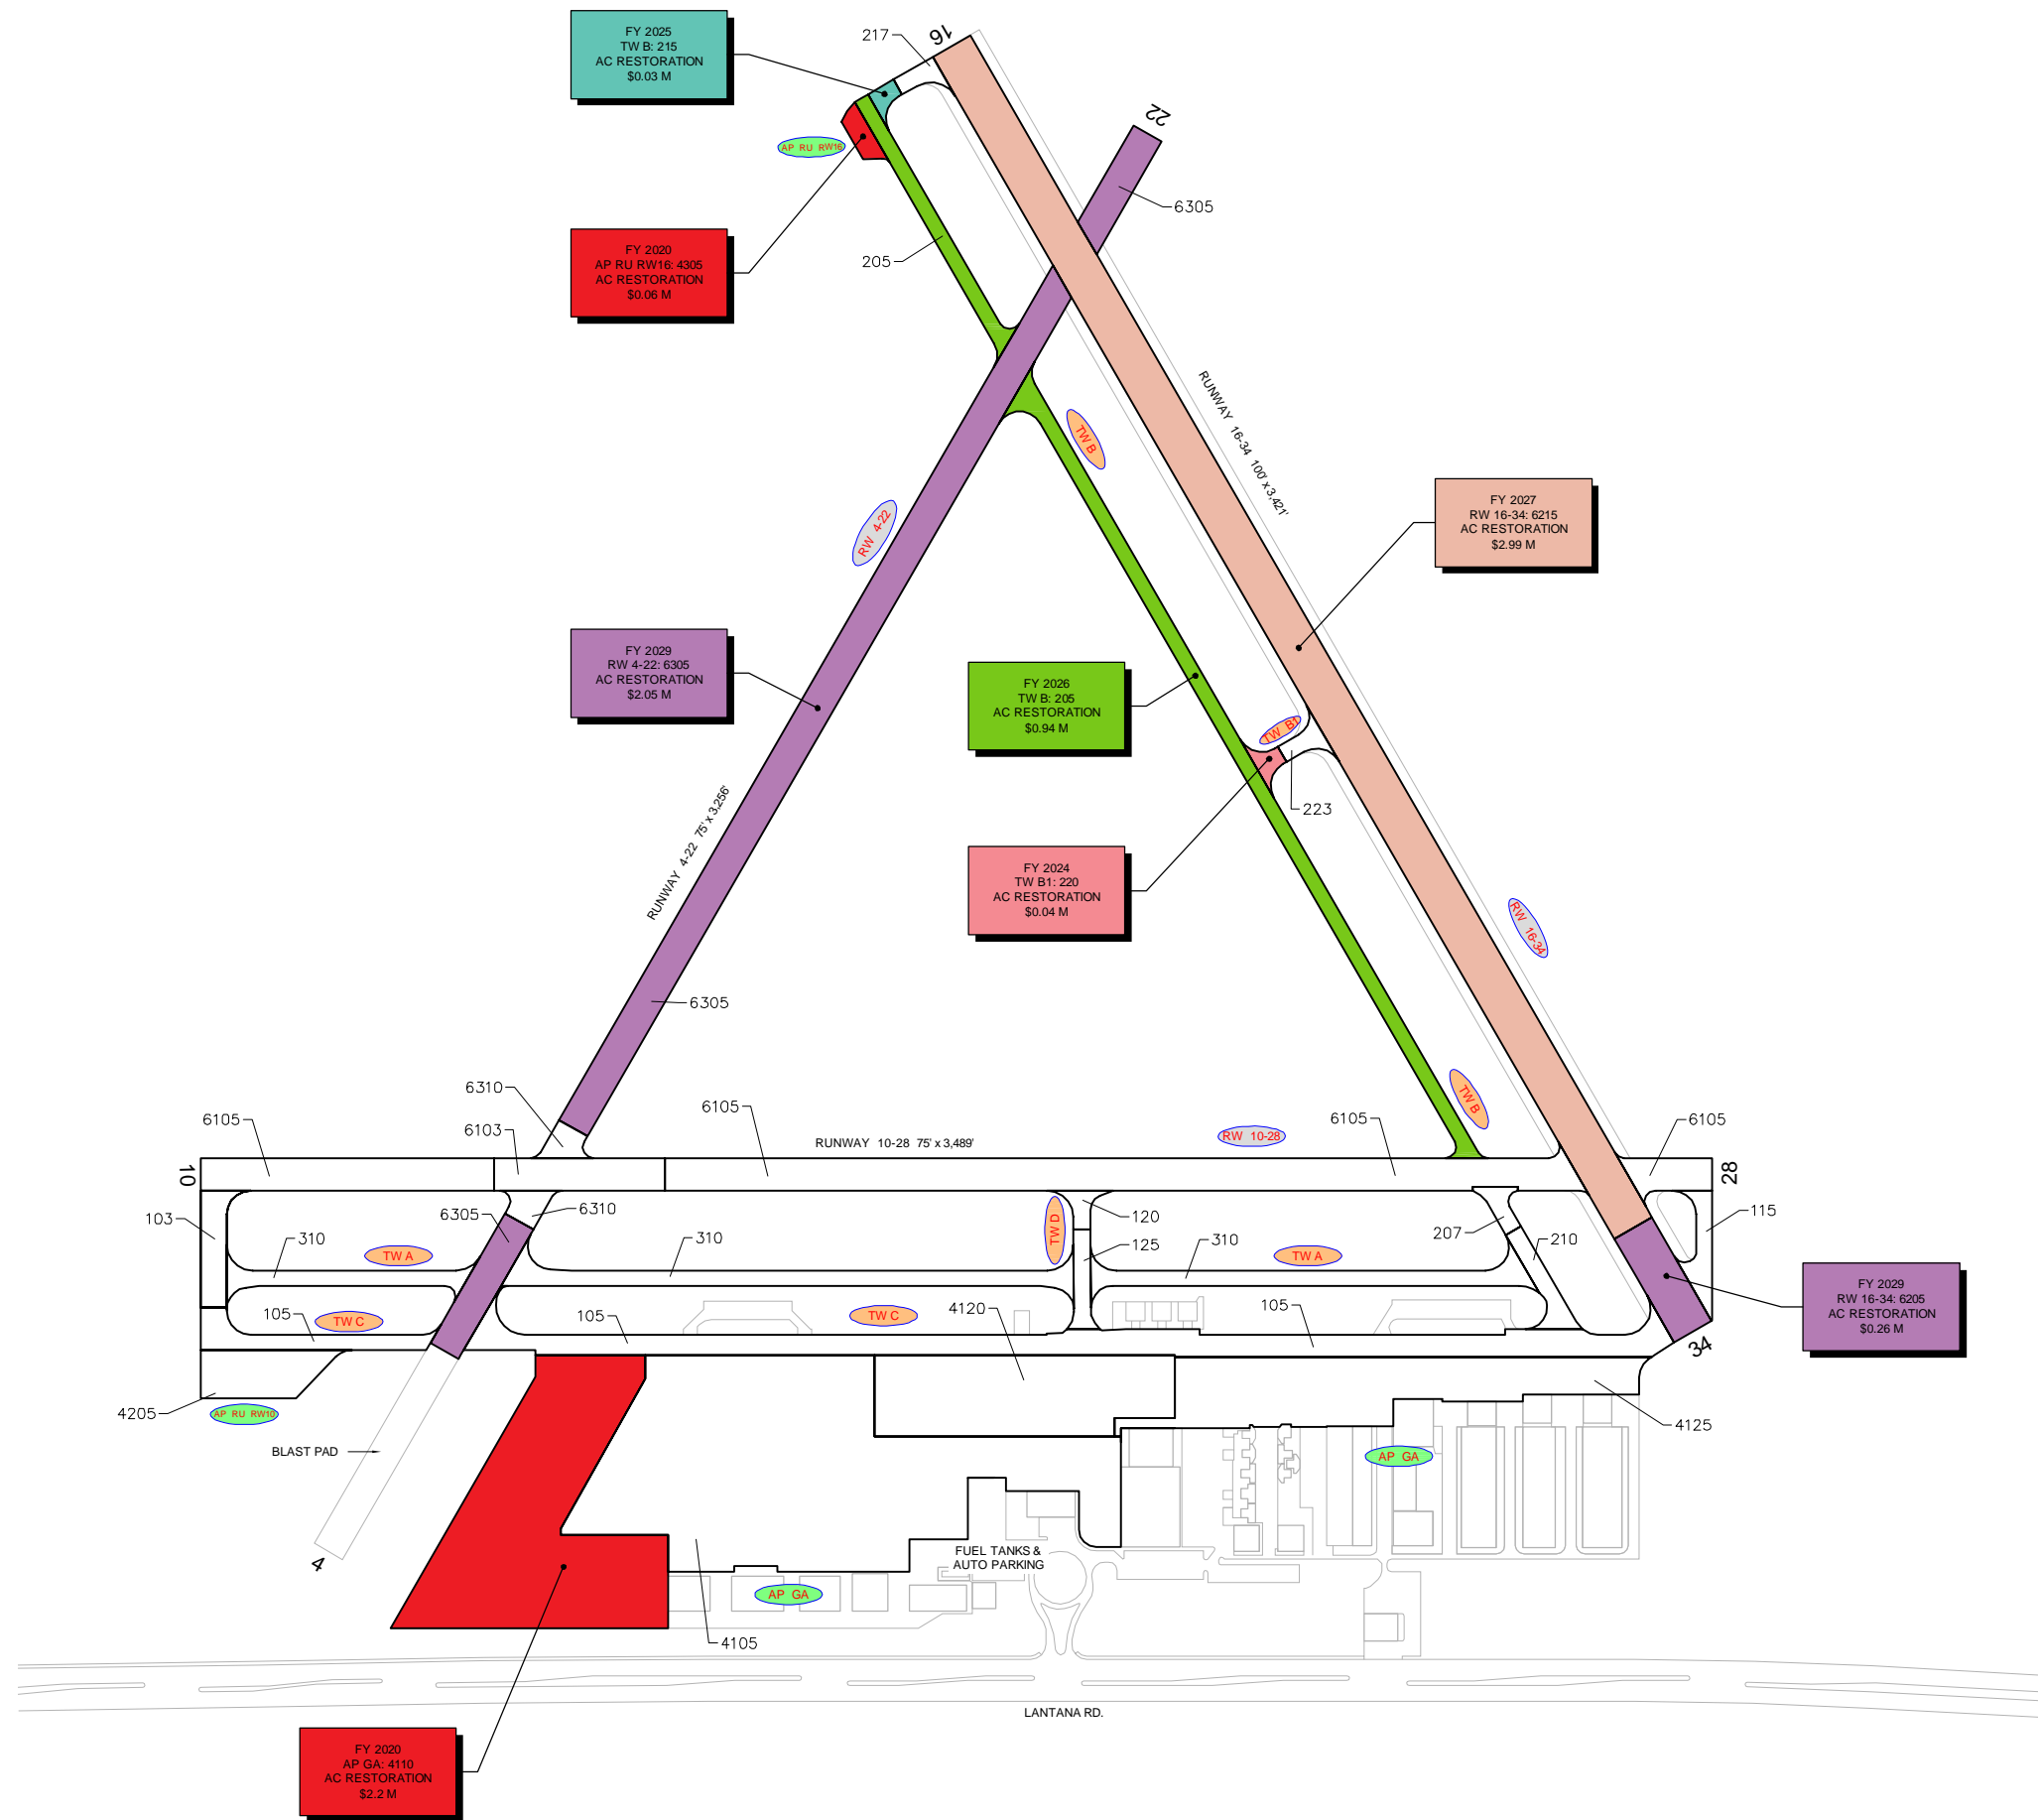 16
217
FY 2025
TW B: 215
AC RESTORATION
$0.03 M
22
AP RU RW16
6305
205
FY 2020
AP RU RW16: 4305
AC RESTORATION
$0.06 M
RUNWAY 16-34 100' x 3,421'
TW B
RW 4-22
FY 2027
RW 16-34: 6215
AC RESTORATION
$2.99 M
FY 2029
RW 4-22: 6305
AC RESTORATION
$2.05 M
FY 2026
TW B: 205
AC RESTORATION
$0.94 M
TW B1
223
RUNWAY 4-22 75' x 3,256'
FY 2024
TW B1: 220
AC RESTORATION
$0.04 M
RW 16-34
6305
6310
TW B
6105
6103
6105
RUNWAY 10-28 75' x 3,489'
RW 10-28
6105
6105
10
28
103
6305
6310
310
TW A
310
TW D
120
125
310
TW A
207
210
115
FY 2029
RW 16-34: 6205
AC RESTORATION
$0.26 M
105
TW C
105
TW C
4120
105
34
4205
AP RU RW10
4125
BLAST PAD
AP GA
4
FUEL TANKS &
AUTO PARKING
AP GA
4105
LANTANA RD.
FY 2020
AP GA: 4110
AC RESTORATION
$2.2 M